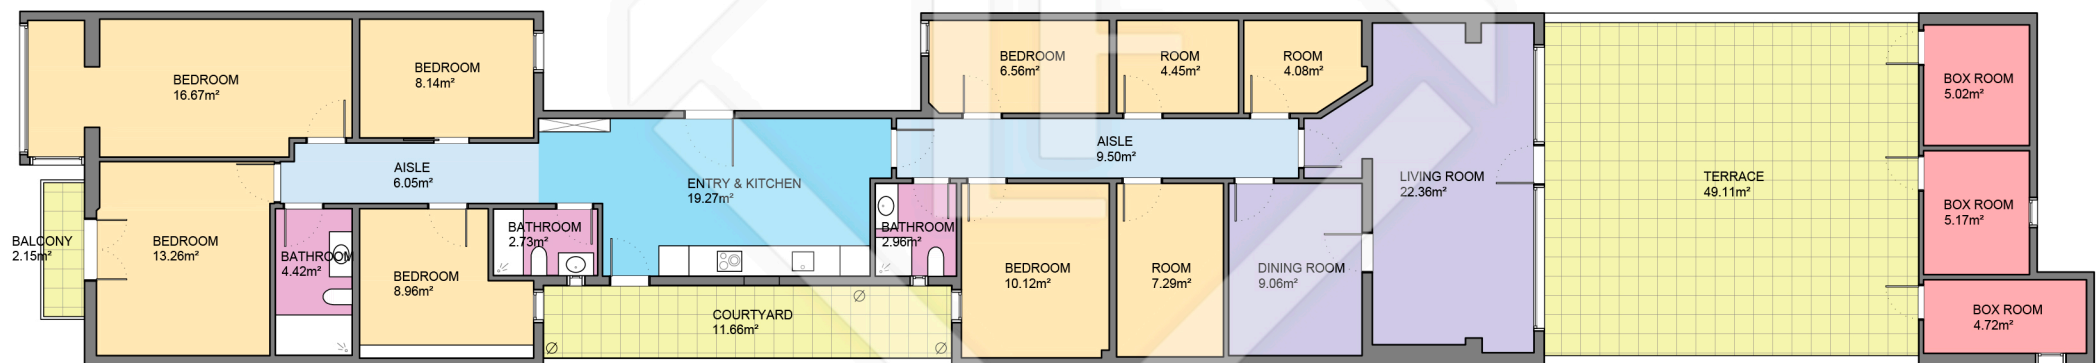 BEDROOM
16.67m²
BEDROOM
8.14m²
BEDROOM
6.56m²
ROOM
4.45m²
ROOM
4.08m²
BOX ROOM
5.02m²
AISLE
6.05m²
ENTRY & KITCHEN
19.27m²
AISLE
9.50m²
LIVING ROOM
22.36m²
TERRACE
49.11m²
BOX ROOM
5.17m²
BALCONY
2.15m²
BEDROOM
13.26m²
BATHROOM
4.42m²
BEDROOM
8.96m²
BATHROOM
2.73m²
BATHROOM
2.96m²
BEDROOM
10.12m²
ROOM
7.29m²
DINING ROOM
9.06m²
COURTYARD
11.66m²
BOX ROOM
4.72m²